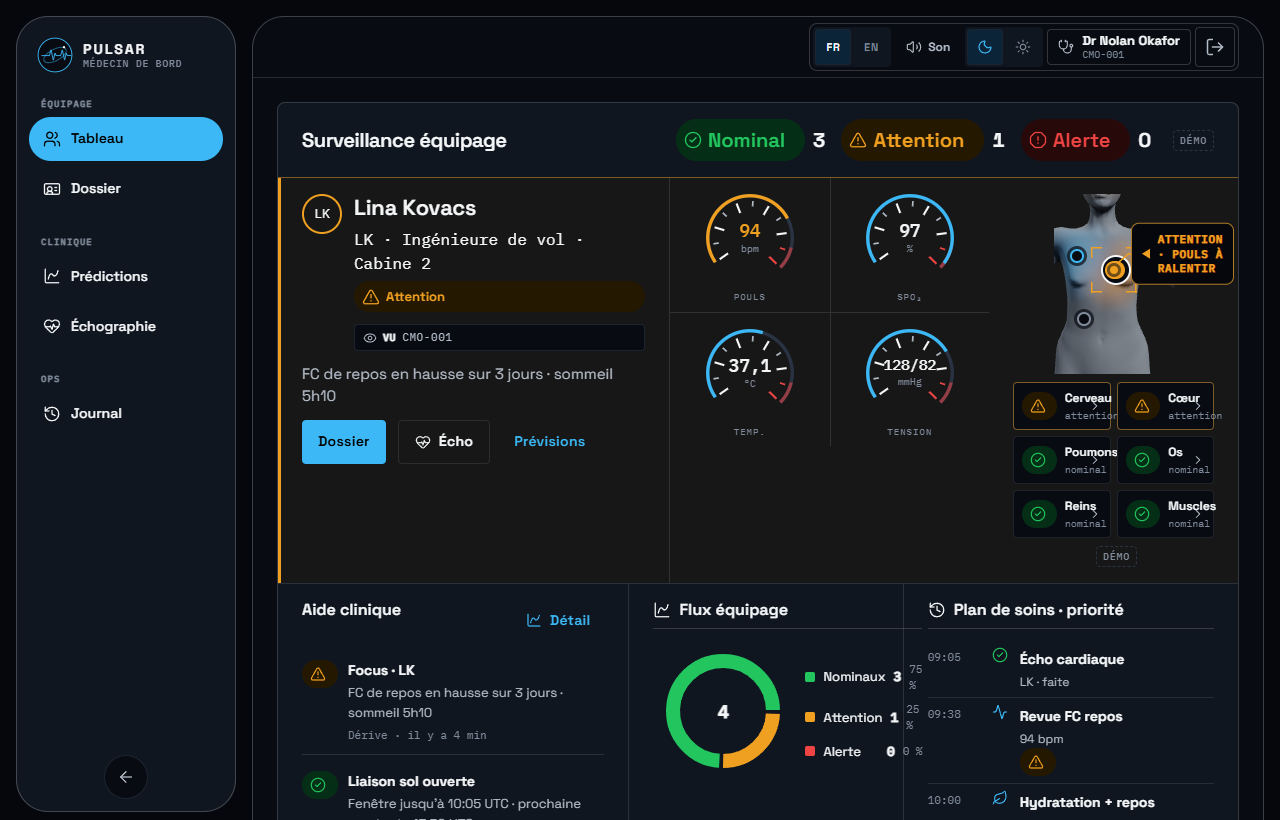 PULSAR
MÉDECIN DE BORD
ÉQUIPAGE
Tableau
Dossier
CLINIQUE
Prédictions
Échographie
OPS
Journal
FR EN Son Dr Nolan Okafor
CMO-001
Surveillance équipage Nominal 3 Attention 1 Alerte 0 DÉMO
LK Lina Kovacs
LK · Ingénieure de vol ·
Cabine 2
Attention
VU CMO-001
FC de repos en hausse sur 3 jours · sommeil
5h10
Dossier Écho Prévisions
94
bpm
POULS
97
%
SPO₂
37,1
°C
TEMP.
128/82
mmHg
TENSION
ATTENTION
· POULS À
RALENTIR
Cerveau
attention
Cœur
attention
Poumons
nominal
Os
nominal
Reins
nominal
Muscles
nominal
DÉMO
Aide clinique
Détail
Focus · LK
FC de repos en hausse sur 3 jours ·
sommeil 5h10
Dérive · il y a 4 min
Liaison sol ouverte
Fenêtre jusqu'à 10:05 UTC · prochaine
Flux équipage
4
Nominaux 3 75
%
Attention 1 25
%
Alerte 0 0 %
Plan de soins · priorité
09:05 Écho cardiaque
LK · faite
09:38 Revue FC repos
94 bpm
10:00 Hydratation + repos